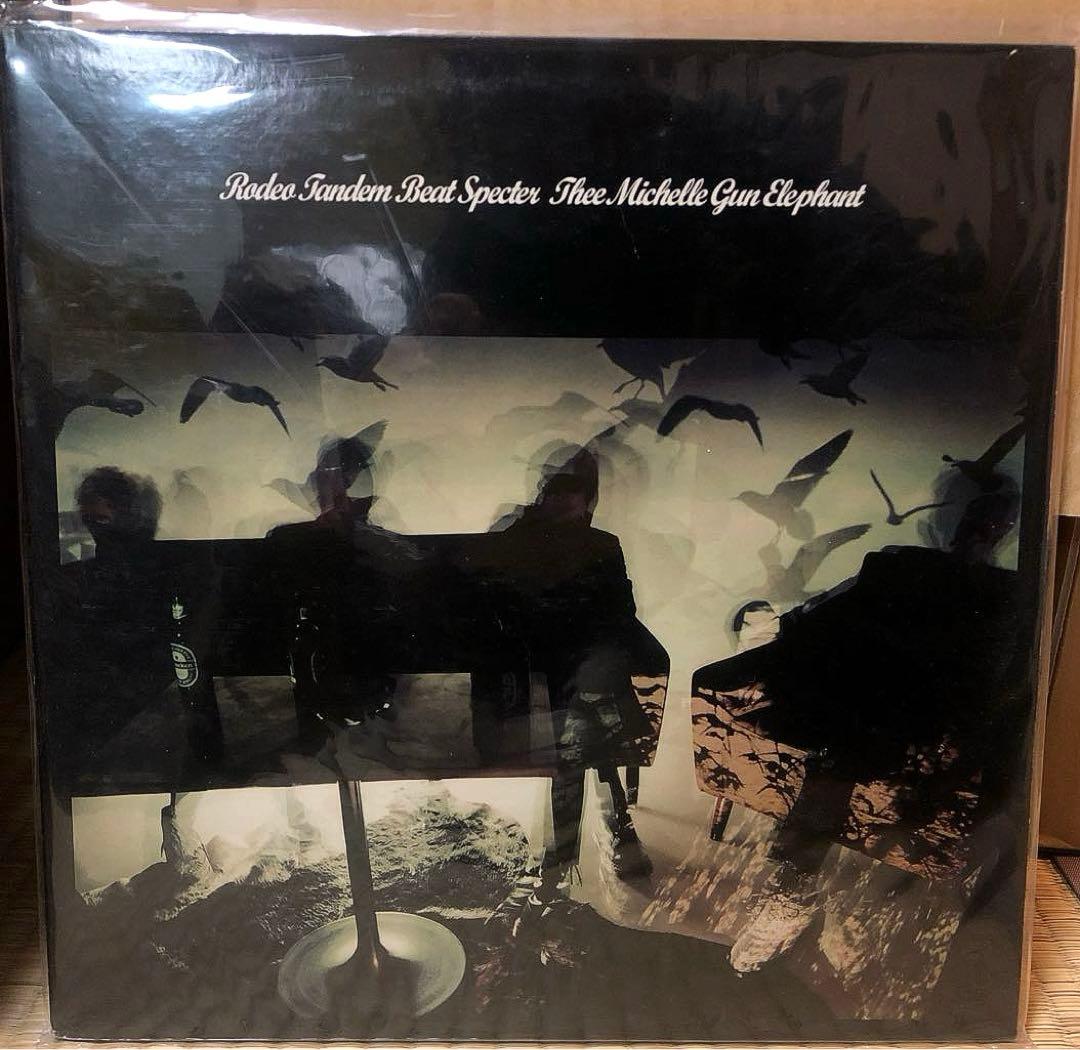 Rodeo Tandem Beat Specter Thee Michelle Gun Elephant